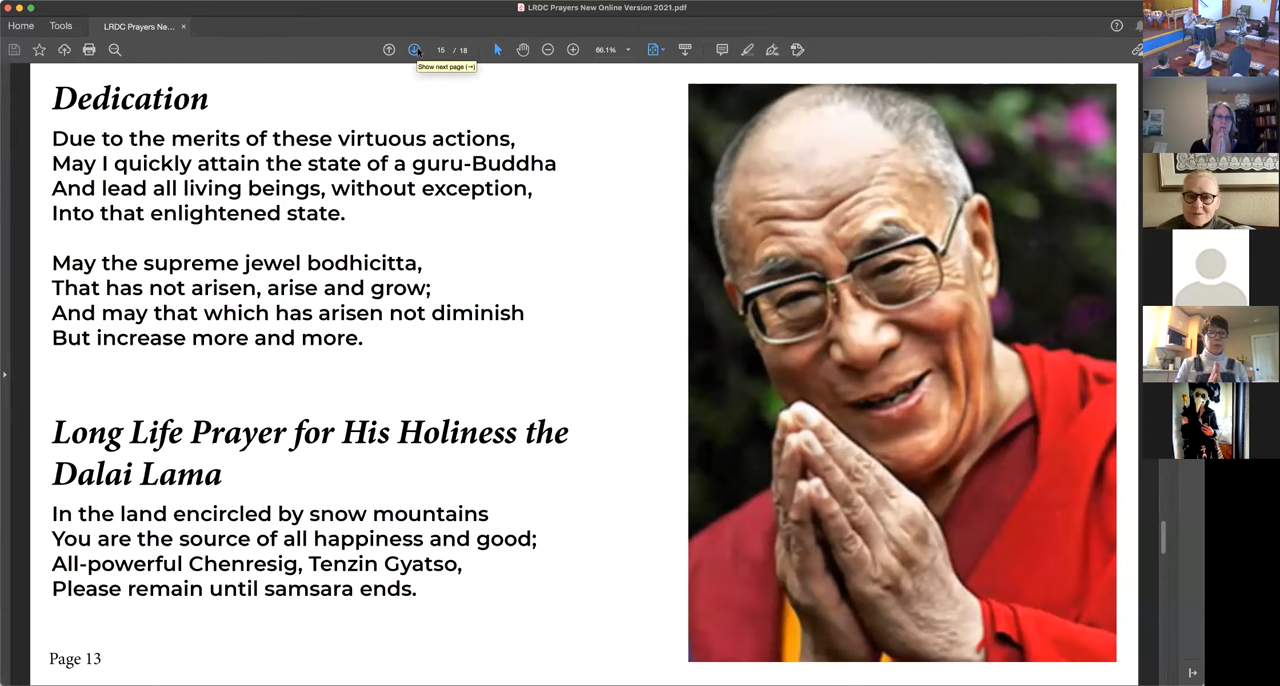 LRDC Prayers New Online Version 2021.pdf
Home Tools LRDC Prayers New On... ×
15 / 18 66.1%
Show next page (→)
Dedication
Due to the merits of these virtuous actions,
May I quickly attain the state of a guru-Buddha
And lead all living beings, without exception,
Into that enlightened state.
May the supreme jewel bodhicitta,
That has not arisen, arise and grow;
And may that which has arisen not diminish
But increase more and more.
Long Life Prayer for His Holiness the
Dalai Lama
In the land encircled by snow mountains
You are the source of all happiness and good;
All-powerful Chenresig, Tenzin Gyatso,
Please remain until samsara ends.
Page 13